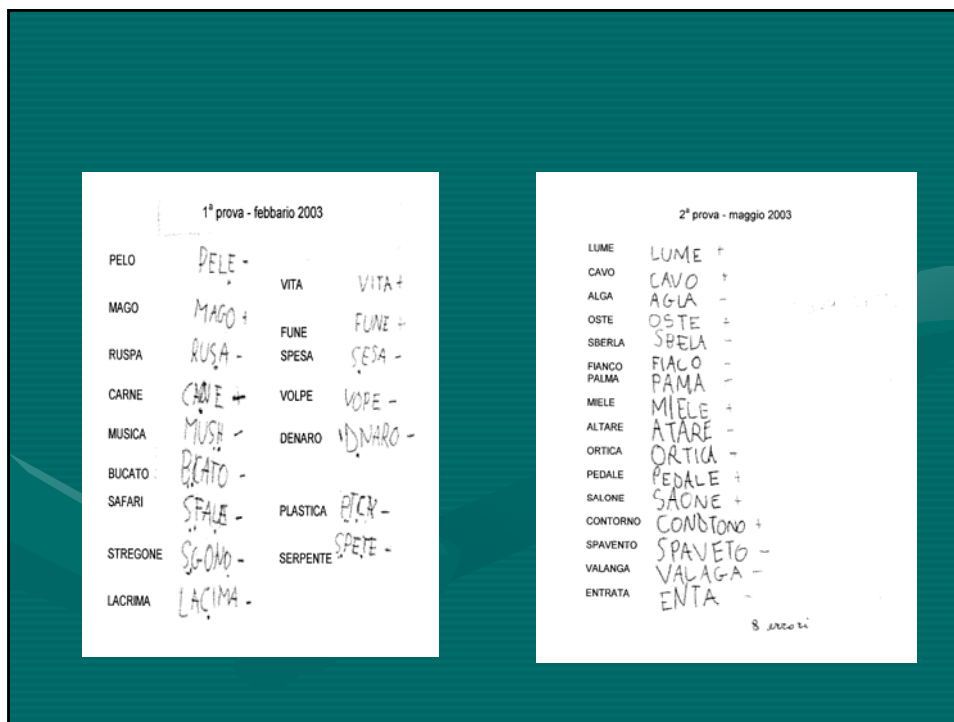 1ª prova - febbario 2003
PELO PELE -
VITA VITA +
MAGO MAGO +
FUNE FUNE +
RUSPA RUSA -
SPESA SESA -
CARNE CANE +
VOLPE VOPE -
MUSICA MUSH -
DENARO DNARO -
BUCATO BCATO -
SAFARI SFALE -
PLASTICA PTCH -
STREGONE SGONO -
SERPENTE SPETE -
LACRIMA LACIMA -
2ª prova - maggio 2003
LUME LUME +
CAVO CAVO +
ALGA AGLA -
OSTE OSTE +
SBERLA SBELA -
FIANCO FIACO -
PALMA PAMA -
MIELE MIELE +
ALTARE ATARE -
ORTICA ORTICA -
PEDALE PEDALE +
SALONE SAONE +
CONTORNO CONDTONO +
SPAVENTO SPAVETO -
VALANGA VALAGA -
ENTRATA ENTA -
8 errori